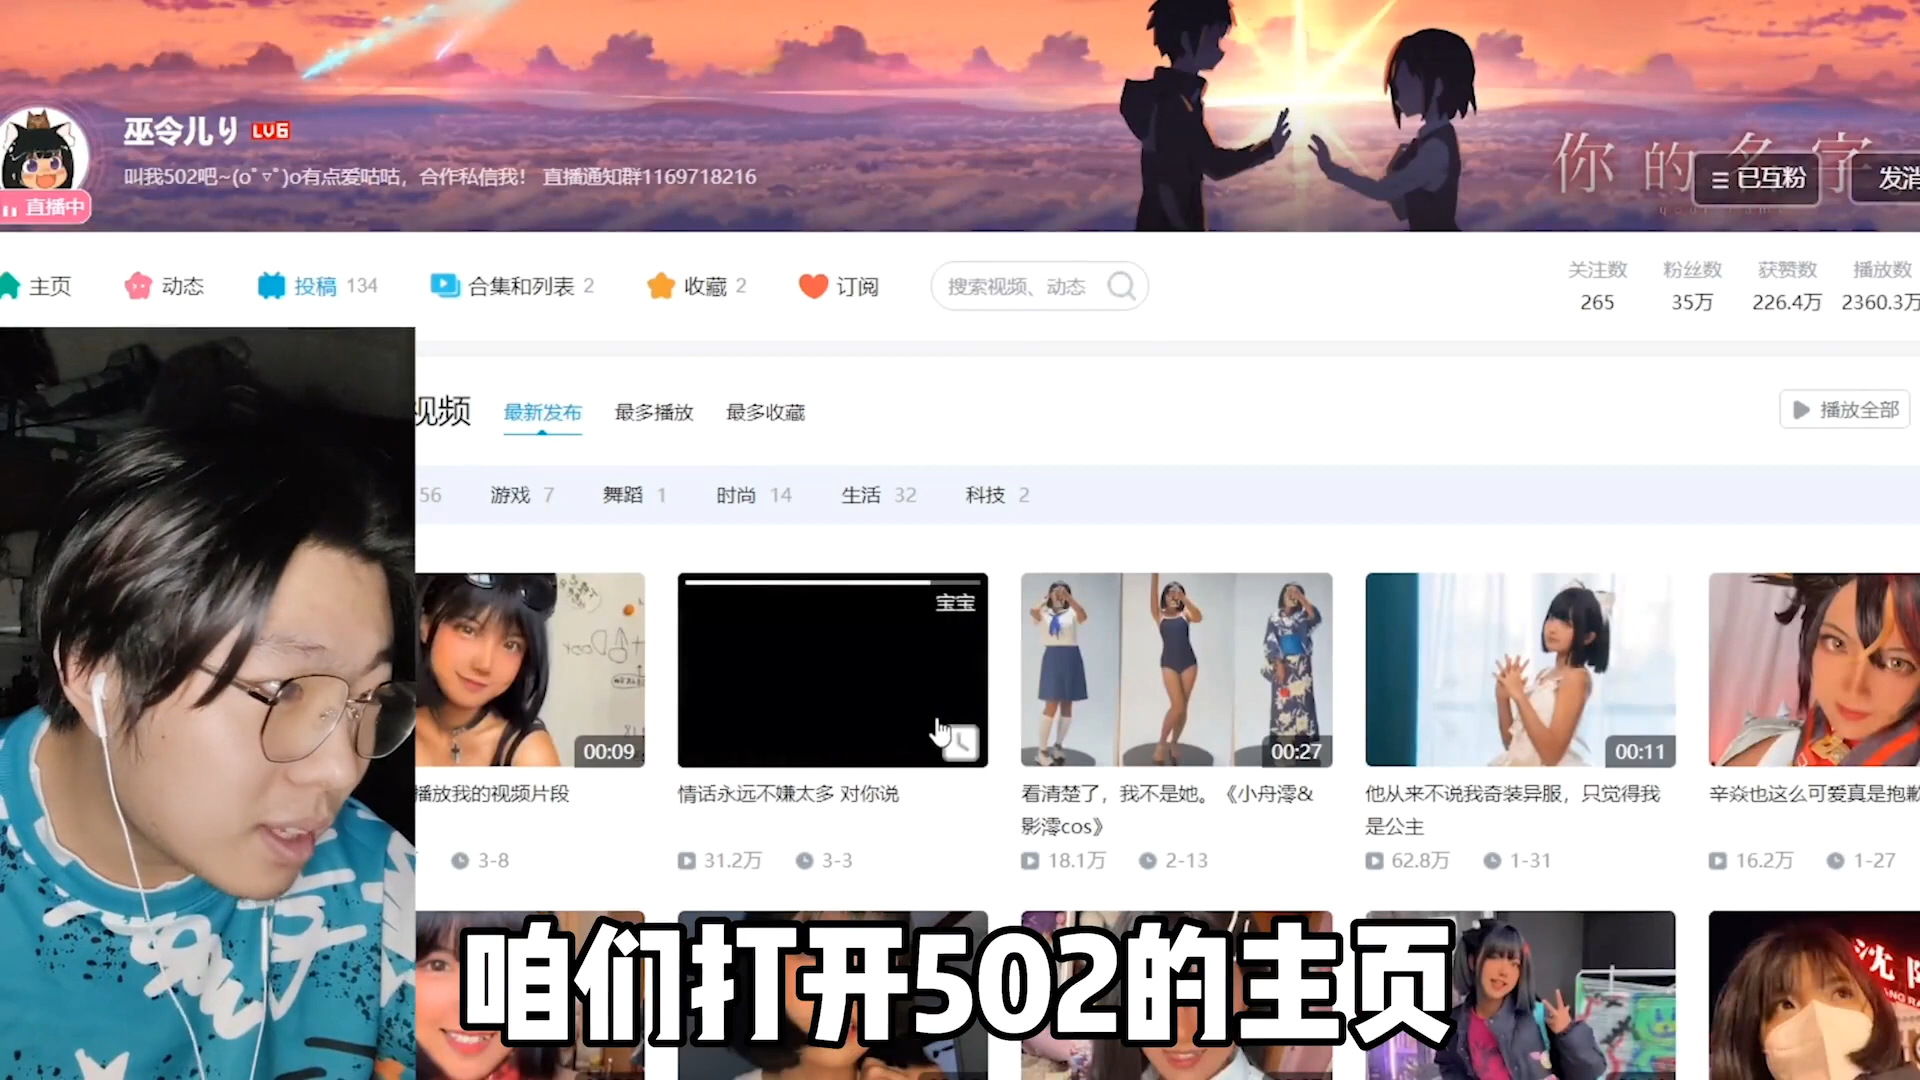 巫令儿り LV6
叫我502吧~(oﾟ▽ﾟ)o有点爱咕咕，合作私信我！ 直播通知群1169718216
直播中
你的名字
已互粉
发消
主页
动态
投稿 134
合集和列表 2
收藏 2
订阅
搜索视频、动态
关注数 粉丝数 获赞数 播放数
265 35万 226.4万 2360.3万
视频
最新发布 最多播放 最多收藏
播放全部
56 游戏 7 舞蹈 1 时尚 14 生活 32 科技 2
宝宝
00:09
00:27
00:11
播放我的视频片段
3-8
情话永远不嫌太多 对你说
31.2万 3-3
看清楚了，我不是她。《小舟澪&
影澪cos》
18.1万 2-13
他从来不说我奇装异服，只觉得我
是公主
62.8万 1-31
辛焱也这么可爱真是抱歉
16.2万 1-27
沈阳
咱们打开502的主页